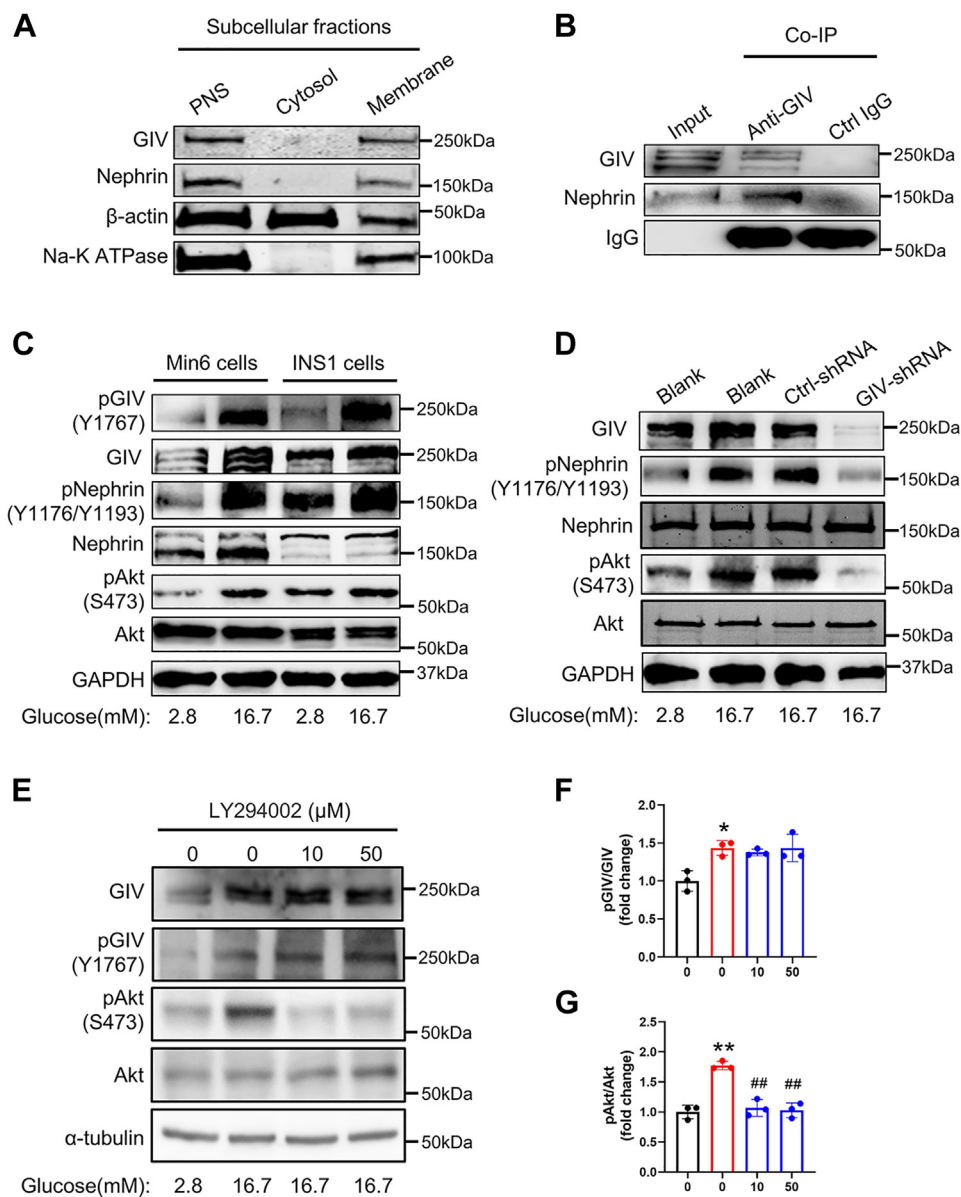 A
Subcellular fractions
PNS Cytosol Membrane
GIV 250kDa
Nephrin 150kDa
β-actin 50kDa
Na-K ATPase 100kDa
B
Co-IP
Input Anti-GIV Ctrl IgG
GIV 250kDa
Nephrin 150kDa
IgG 50kDa
C
Min6 cells INS1 cells
pGIV
(Y1767) 250kDa
GIV 250kDa
pNephrin
(Y1176/Y1193) 150kDa
Nephrin 150kDa
pAkt
(S473) 50kDa
Akt 50kDa
GAPDH 37kDa
Glucose(mM): 2.8 16.7 2.8 16.7
D
Blank Blank Ctrl-shRNA GIV-shRNA
GIV 250kDa
pNephrin
(Y1176/Y1193) 150kDa
Nephrin 150kDa
pAkt
(S473) 50kDa
Akt 50kDa
GAPDH 37kDa
Glucose(mM): 2.8 16.7 16.7 16.7
E
LY294002 (μM)
0 0 10 50
GIV 250kDa
pGIV
(Y1767) 250kDa
pAkt
(S473) 50kDa
Akt 50kDa
α-tubulin 50kDa
Glucose(mM): 2.8 16.7 16.7 16.7
F
pGIV/GIV
(fold change)
2.0
1.5
1.0
0.5
0.0
*
0 0 10 50
G
pAkt/Akt
(fold change)
2.5
2.0
1.5
1.0
0.5
0.0
** ## ##
0 0 10 50